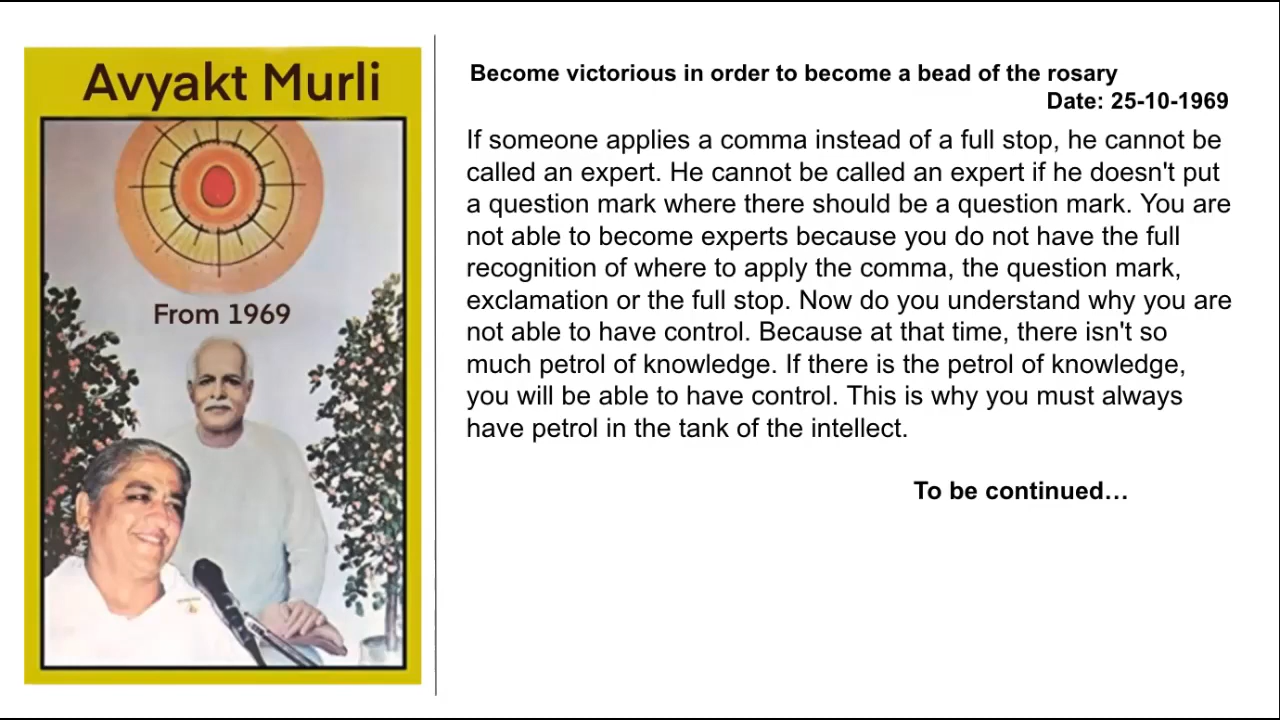 Avyakt Murli
From 1969
Become victorious in order to become a bead of the rosary
Date: 25-10-1969
If someone applies a comma instead of a full stop, he cannot be
called an expert. He cannot be called an expert if he doesn't put
a question mark where there should be a question mark. You are
not able to become experts because you do not have the full
recognition of where to apply the comma, the question mark,
exclamation or the full stop. Now do you understand why you are
not able to have control. Because at that time, there isn't so
much petrol of knowledge. If there is the petrol of knowledge,
you will be able to have control. This is why you must always
have petrol in the tank of the intellect.
To be continued…